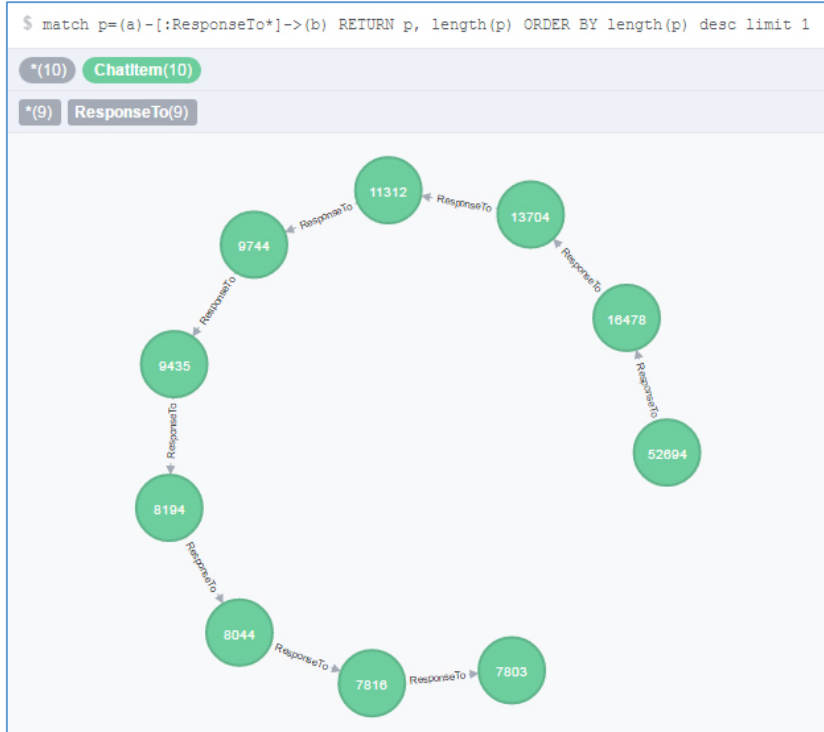 $ match p=(a)-[:ResponseTo*]->(b) RETURN p, length(p) ORDER BY length(p) desc limit 1
*(10) ChatItem(10)
*(9) ResponseTo(9)
11312
13704
ResponseTo
ResponseTo
9744
ResponseTo
ResponseTo
16478
9435
ResponseTo
ResponseTo
52694
8194
ResponseTo
8044
ResponseTo
7816
ResponseTo
7803